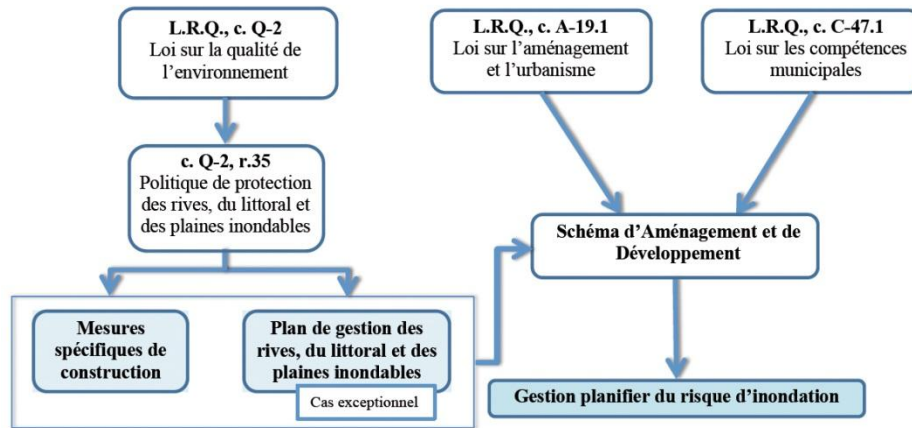 L.R.Q., c. Q-2
Loi sur la qualité de
l’environnement
L.R.Q., c. A-19.1
Loi sur l’aménagement
et l’urbanisme
L.R.Q., c. C-47.1
Loi sur les compétences
municipales
c. Q-2, r.35
Politique de protection
des rives, du littoral et
des plaines inondables
Schéma d’Aménagement et de
Développement
Mesures
spécifiques de
construction
Plan de gestion des
rives, du littoral et des
plaines inondables
Cas exceptionnel
Gestion planifier du risque d’inondation